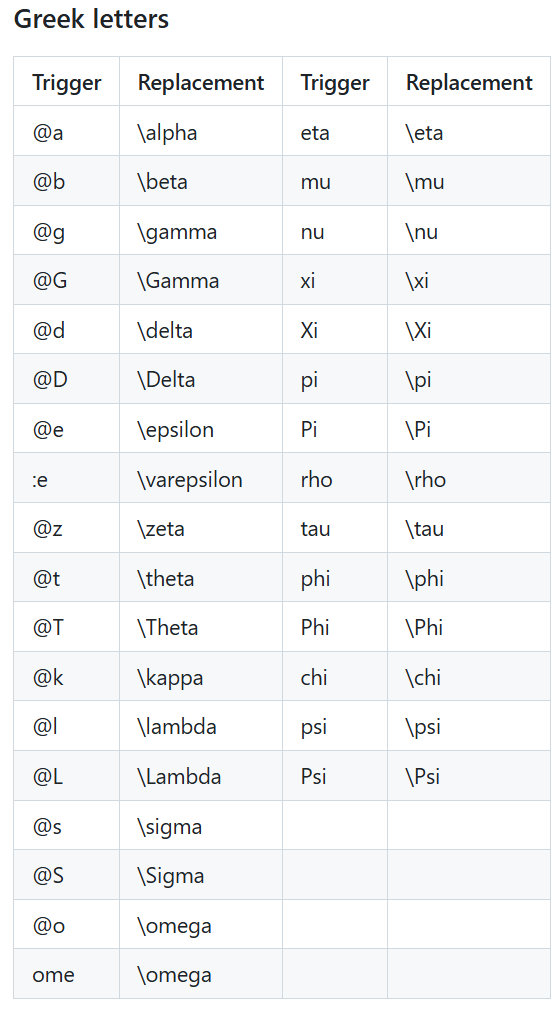 Greek letters
Trigger Replacement Trigger Replacement
@a \alpha eta \eta
@b \beta mu \mu
@g \gamma nu \nu
@G \Gamma xi \xi
@d \delta Xi \Xi
@D \Delta pi \pi
@e \epsilon Pi \Pi
:e \varepsilon rho \rho
@z \zeta tau \tau
@t \theta phi \phi
@T \Theta Phi \Phi
@k \kappa chi \chi
@l \lambda psi \psi
@L \Lambda Psi \Psi
@s \sigma
@S \Sigma
@o \omega
ome \omega